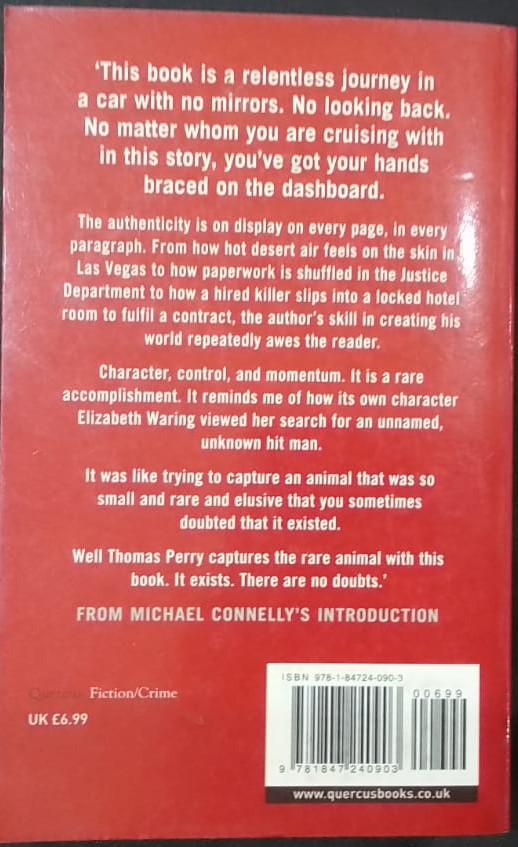 ‘This book is a relentless journey in
a car with no mirrors. No looking back.
No matter whom you are cruising with
in this story, you’ve got your hands
braced on the dashboard.
The authenticity is on display on every page, in every
paragraph. From how hot desert air feels on the skin in
Las Vegas to how paperwork is shuffled in the Justice
Department to how a hired killer slips into a locked hotel
room to fulfil a contract, the author’s skill in creating his
world repeatedly awes the reader.
Character, control, and momentum. It is a rare
accomplishment. It reminds me of how its own character
Elizabeth Waring viewed her search for an unnamed,
unknown hit man.
It was like trying to capture an animal that was so
small and rare and elusive that you sometimes
doubted that it existed.
Well Thomas Perry captures the rare animal with this
book. It exists. There are no doubts.’
FROM MICHAEL CONNELLY’S INTRODUCTION
ISBN 978-1-84724-090-3
00699
Quercus Fiction/Crime
UK £6.99
9 781847 240903
www.quercusbooks.co.uk